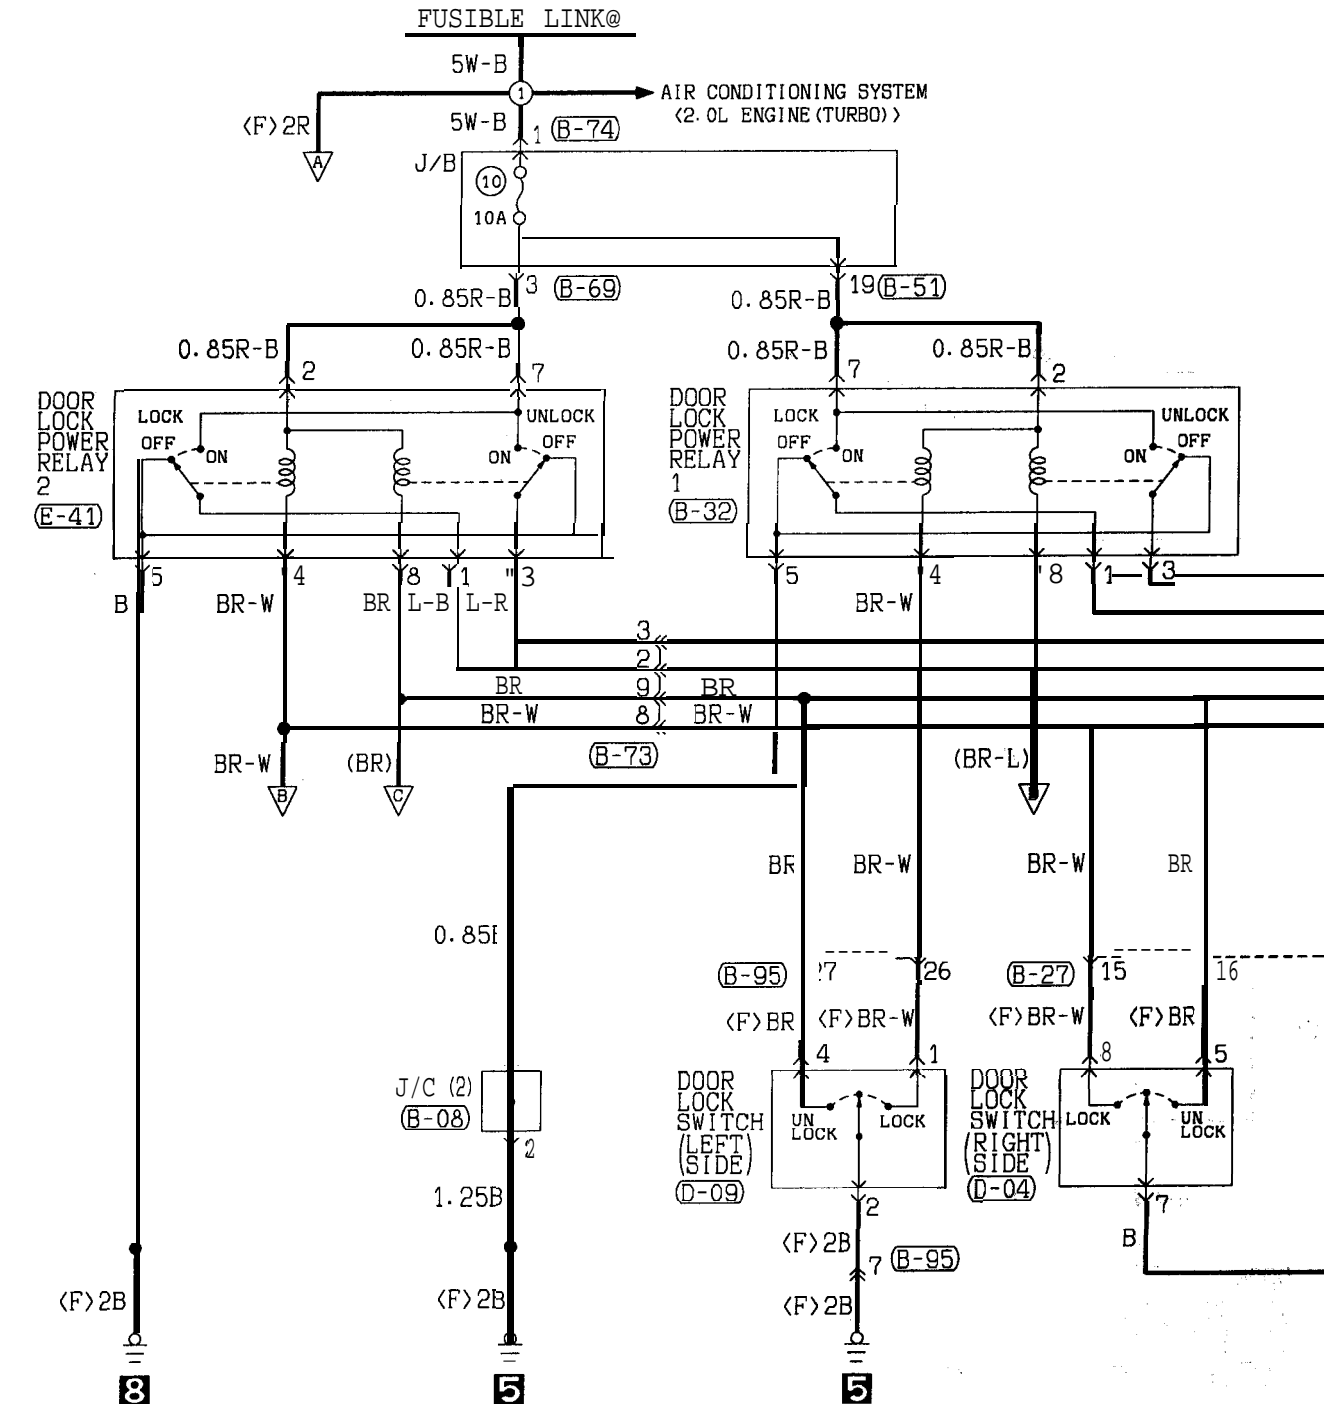 FUSIBLE LINK@
5W-B
1
AIR CONDITIONING SYSTEM
<2.0L ENGINE(TURBO)>
<F>2R
5W-B
1
B-74
A
J/B
10
10A
3
B-69
19
B-51
0.85R-B
0.85R-B
0.85R-B
0.85R-B
0.85R-B
0.85R-B
2
7
7
2
DOOR
LOCK
POWER
RELAY
2
E-41
LOCK
OFF
ON
UNLOCK
OFF
ON
DOOR
LOCK
POWER
RELAY
1
B-32
LOCK
OFF
ON
UNLOCK
OFF
ON
5
4
8
1
"3
5
4
'8
1
3
B
BR-W
BR
L-B
L-R
BR-W
3
2
BR
9
BR
BR-W
8
BR-W
B-73
BR-W
(BR)
(BR-L)
B
C
BR
BR-W
BR-W
BR
0.85
B-95
26
B-27
15
16
<F>BR
<F>BR-W
<F>BR-W
<F>BR
4
1
8
5
J/C (2)
B-08
2
DOOR
LOCK
SWITCH
(LEFT)
(SIDE)
D-09
UN
LOCK
LOCK
DOOR
LOCK
SWITCH
(RIGHT)
(SIDE)
D-04
LOCK
UN
LOCK
1.25B
2
7
<F>2B
7
B-95
B
<F>2B
<F>2B
<F>2B
8
5
5